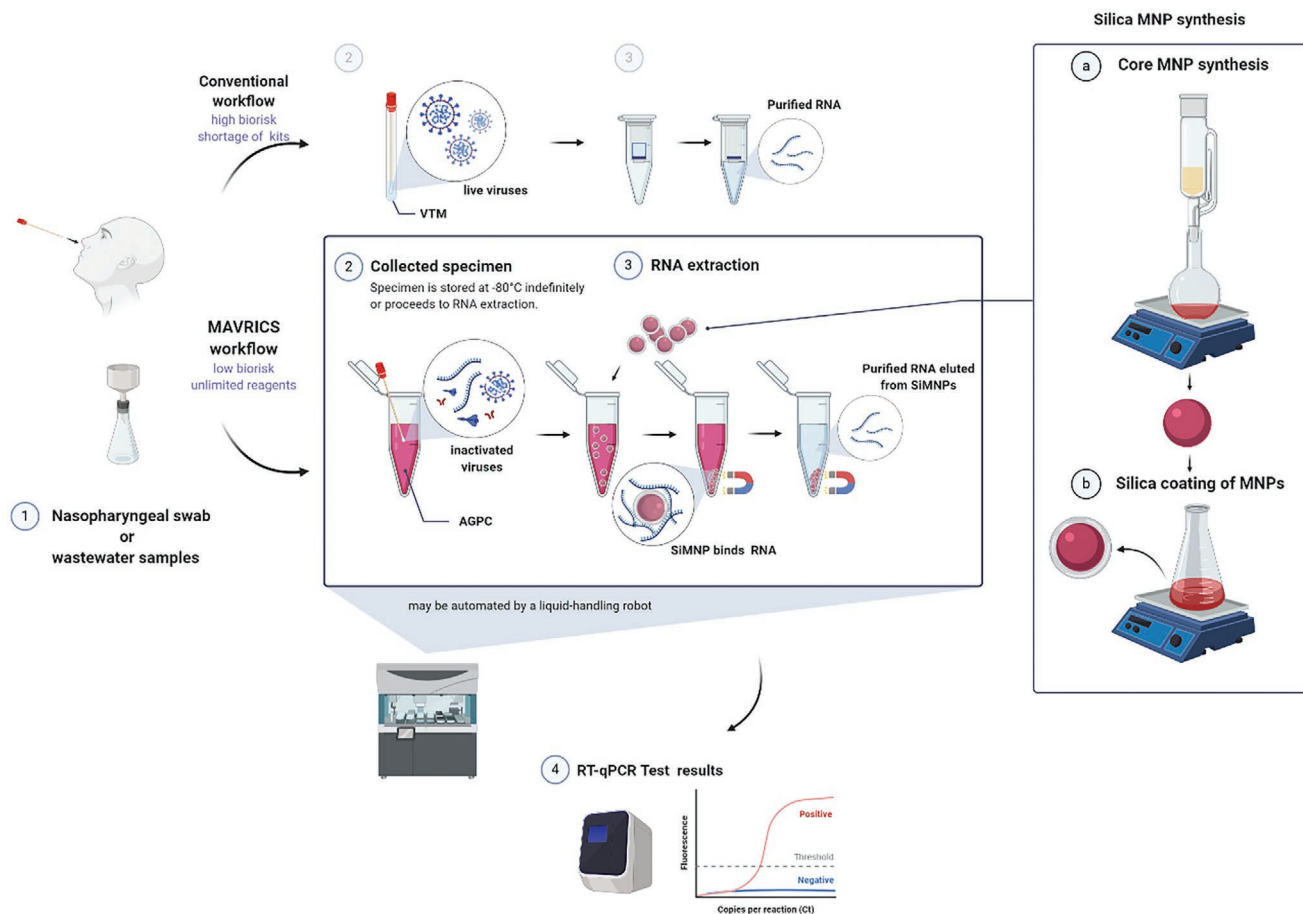 Silica MNP synthesis
2
3
Conventional
workflow
high biorisk
shortage of kits
live viruses
VTM
Purified RNA
a
Core MNP synthesis
2
Collected specimen
Specimen is stored at -80°C indefinitely
or proceeds to RNA extraction.
3
RNA extraction
MAVRICS
workflow
low biorisk
unlimited reagents
inactivated
viruses
AGPC
SiMNP binds RNA
Purified RNA eluted
from SiMNPs
b
Silica coating of MNPs
1
Nasopharyngeal swab
or
wastewater samples
may be automated by a liquid-handling robot
4
RT-qPCR Test results
Fluorescence
Positive
Threshold
Negative
Copies per reaction (Ct)